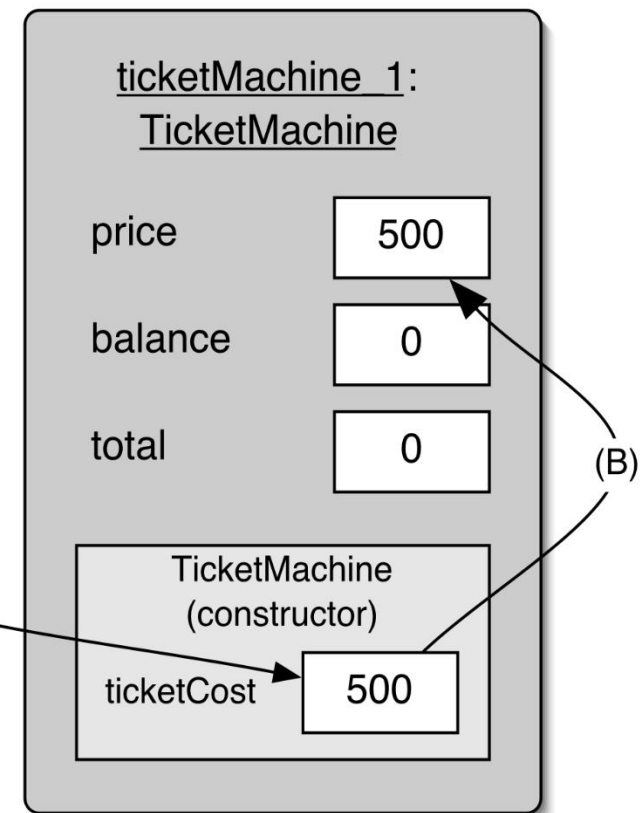 ticketMachine_1:
TicketMachine
price 500
balance 0
total 0
(B)
TicketMachine
(constructor)
ticketCost 500